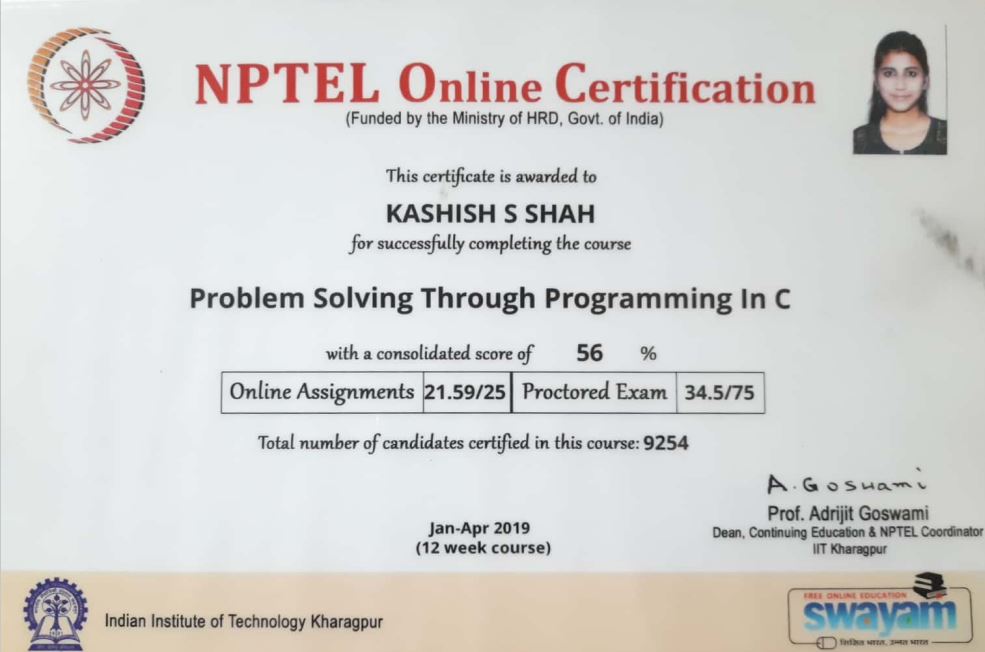 NPTEL Online Certification
(Funded by the Ministry of HRD, Govt. of India)
This certificate is awarded to
KASHISH S SHAH
for successfully completing the course
Problem Solving Through Programming In C
with a consolidated score of 56 %
Online Assignments 21.59/25 Proctored Exam 34.5/75
Total number of candidates certified in this course: 9254
A. Goswami
Prof. Adrijit Goswami
Dean, Continuing Education & NPTEL Coordinator
IIT Kharagpur
Jan-Apr 2019
(12 week course)
Indian Institute of Technology Kharagpur
FREE ONLINE EDUCATION
swayam
शिक्षित भारत, उन्नत भारत